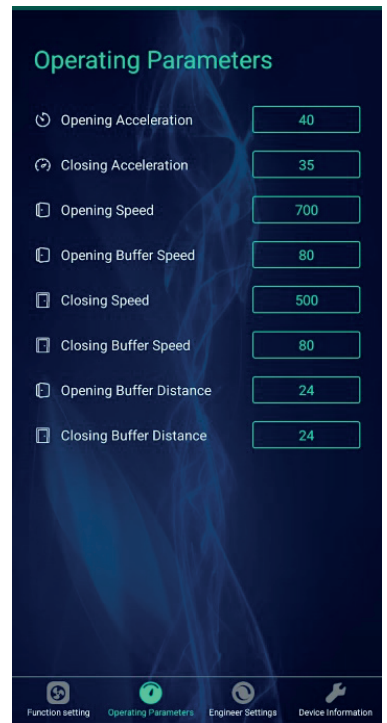 Operating Parameters
Opening Acceleration 40
Closing Acceleration 35
Opening Speed 700
Opening Buffer Speed 80
Closing Speed 500
Closing Buffer Speed 80
Opening Buffer Distance 24
Closing Buffer Distance 24
Function setting Operating Parameters Engineer Settings Device Information